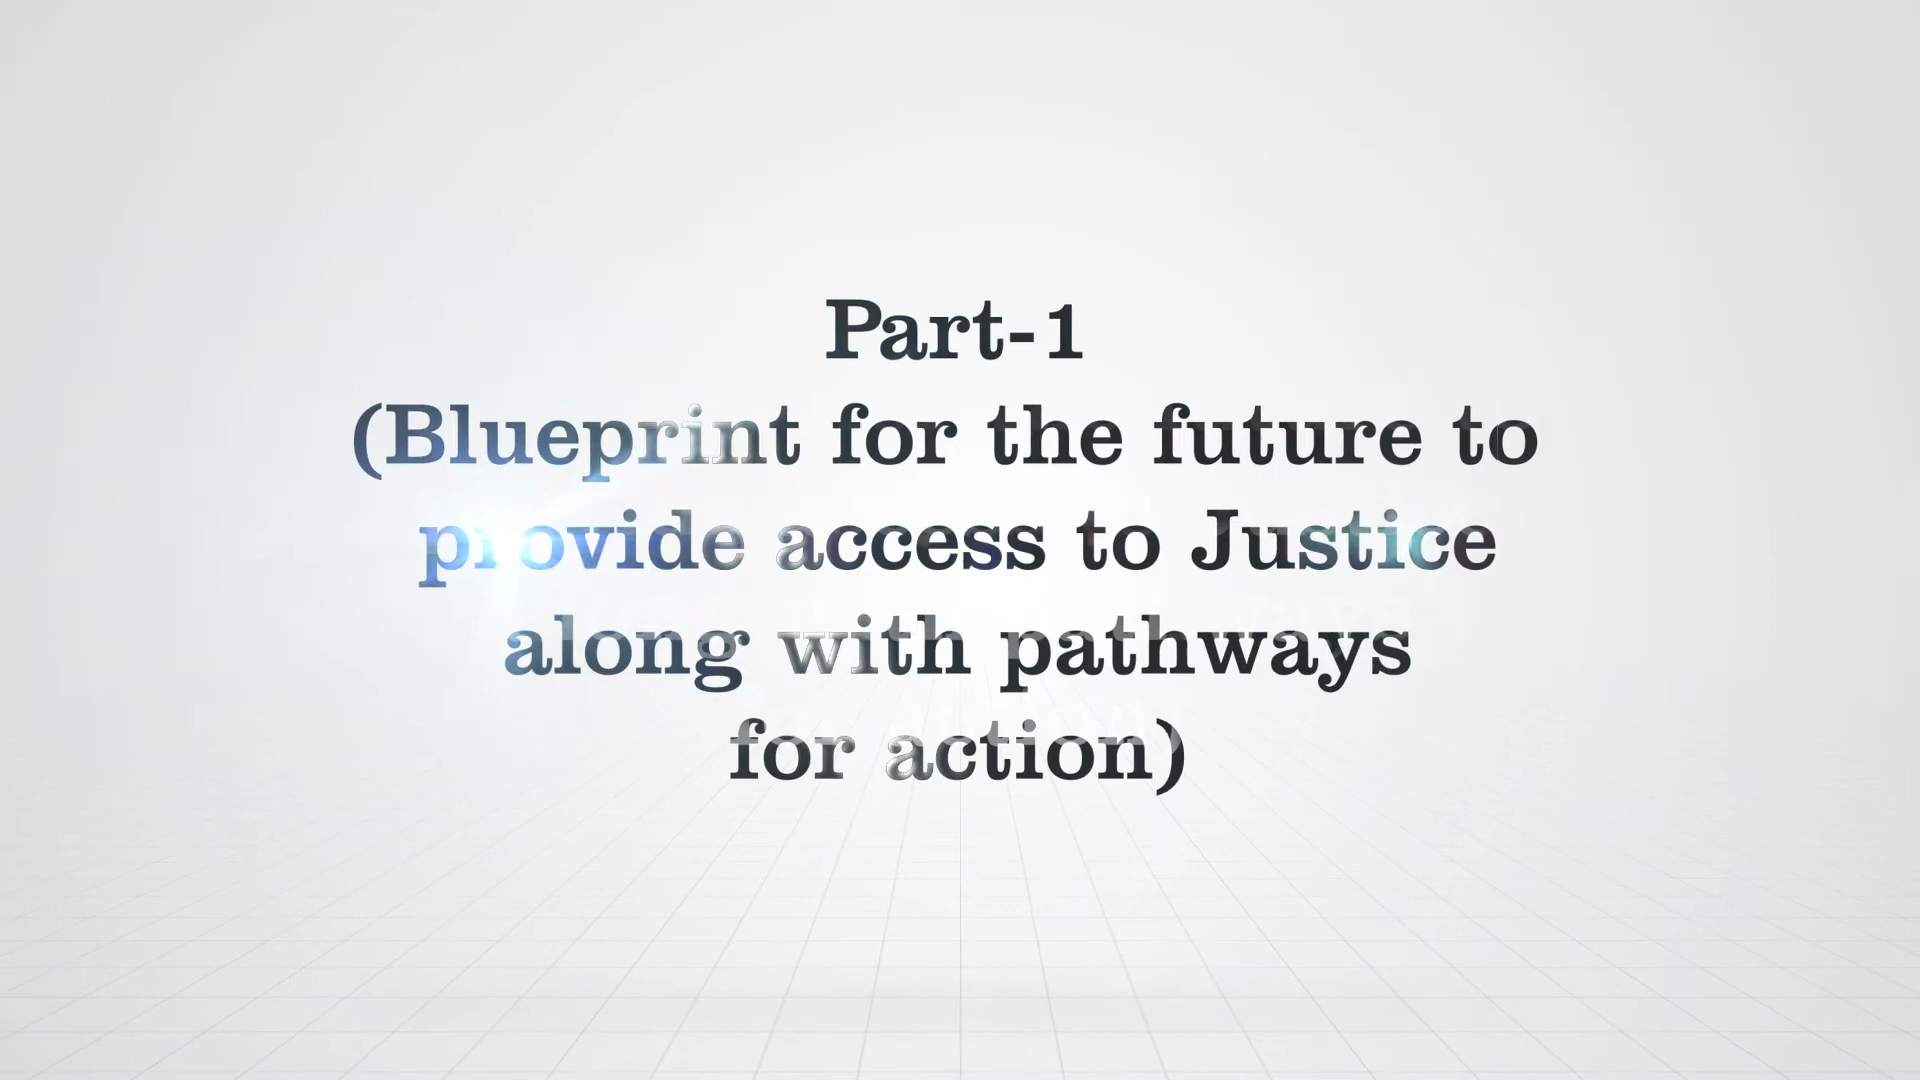 Part-1
(Blueprint for the future to
provide access to Justice
along with pathways
for action)